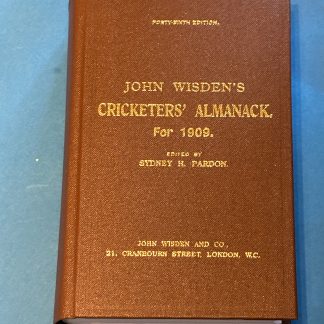 FORTY-SIXTH EDITION.
JOHN WISDEN'S
CRICKETERS' ALMANACK.
For 1909.
EDITED BY
SYDNEY H. PARDON.
JOHN WISDEN AND CO.,
21, CRANBOURN STREET, LONDON, W.C.